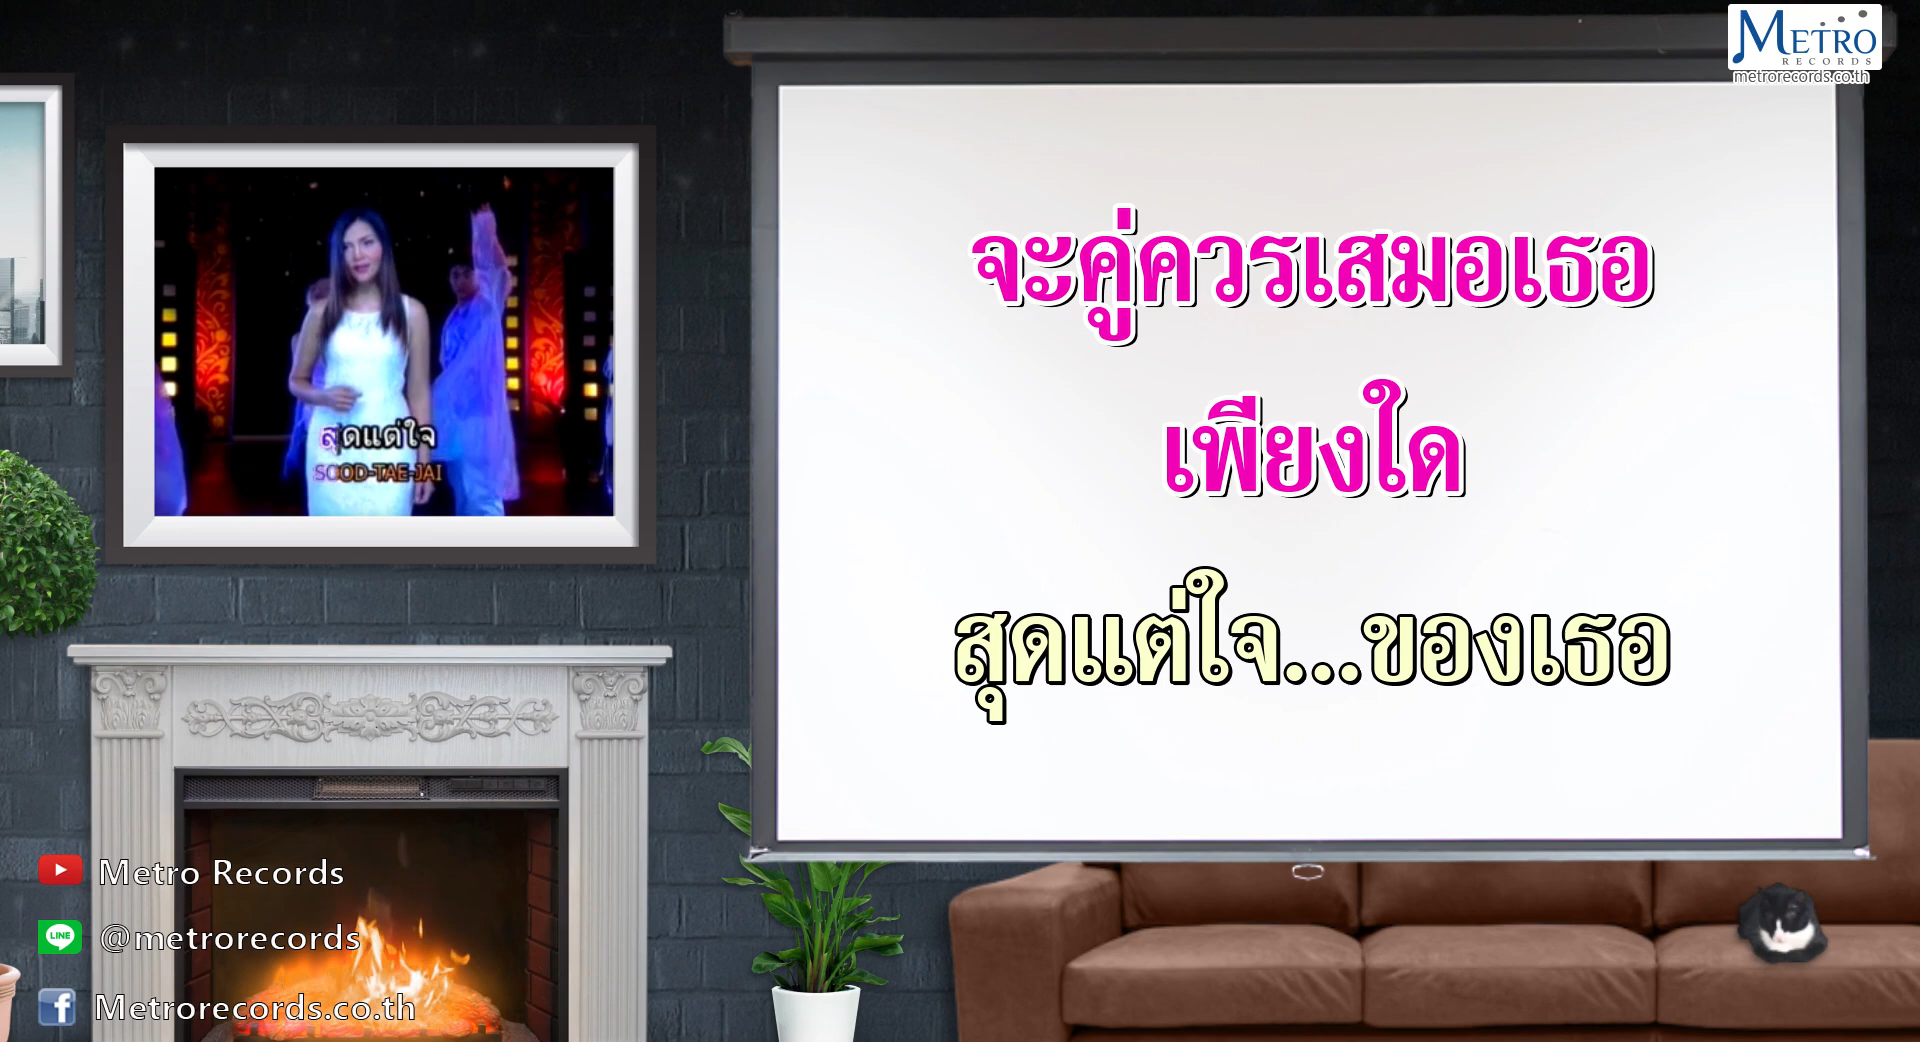 METRO
RECORDS
metrorecords.co.th
จะคู่ควรเสมอเธอ
เพียงใด
สุดแต่ใจ...ของเธอ
สุดแต่ใจ
SOOD-TAE-JAI
Metro Records
LINE
@metrorecords
f
Metrorecords.co.th